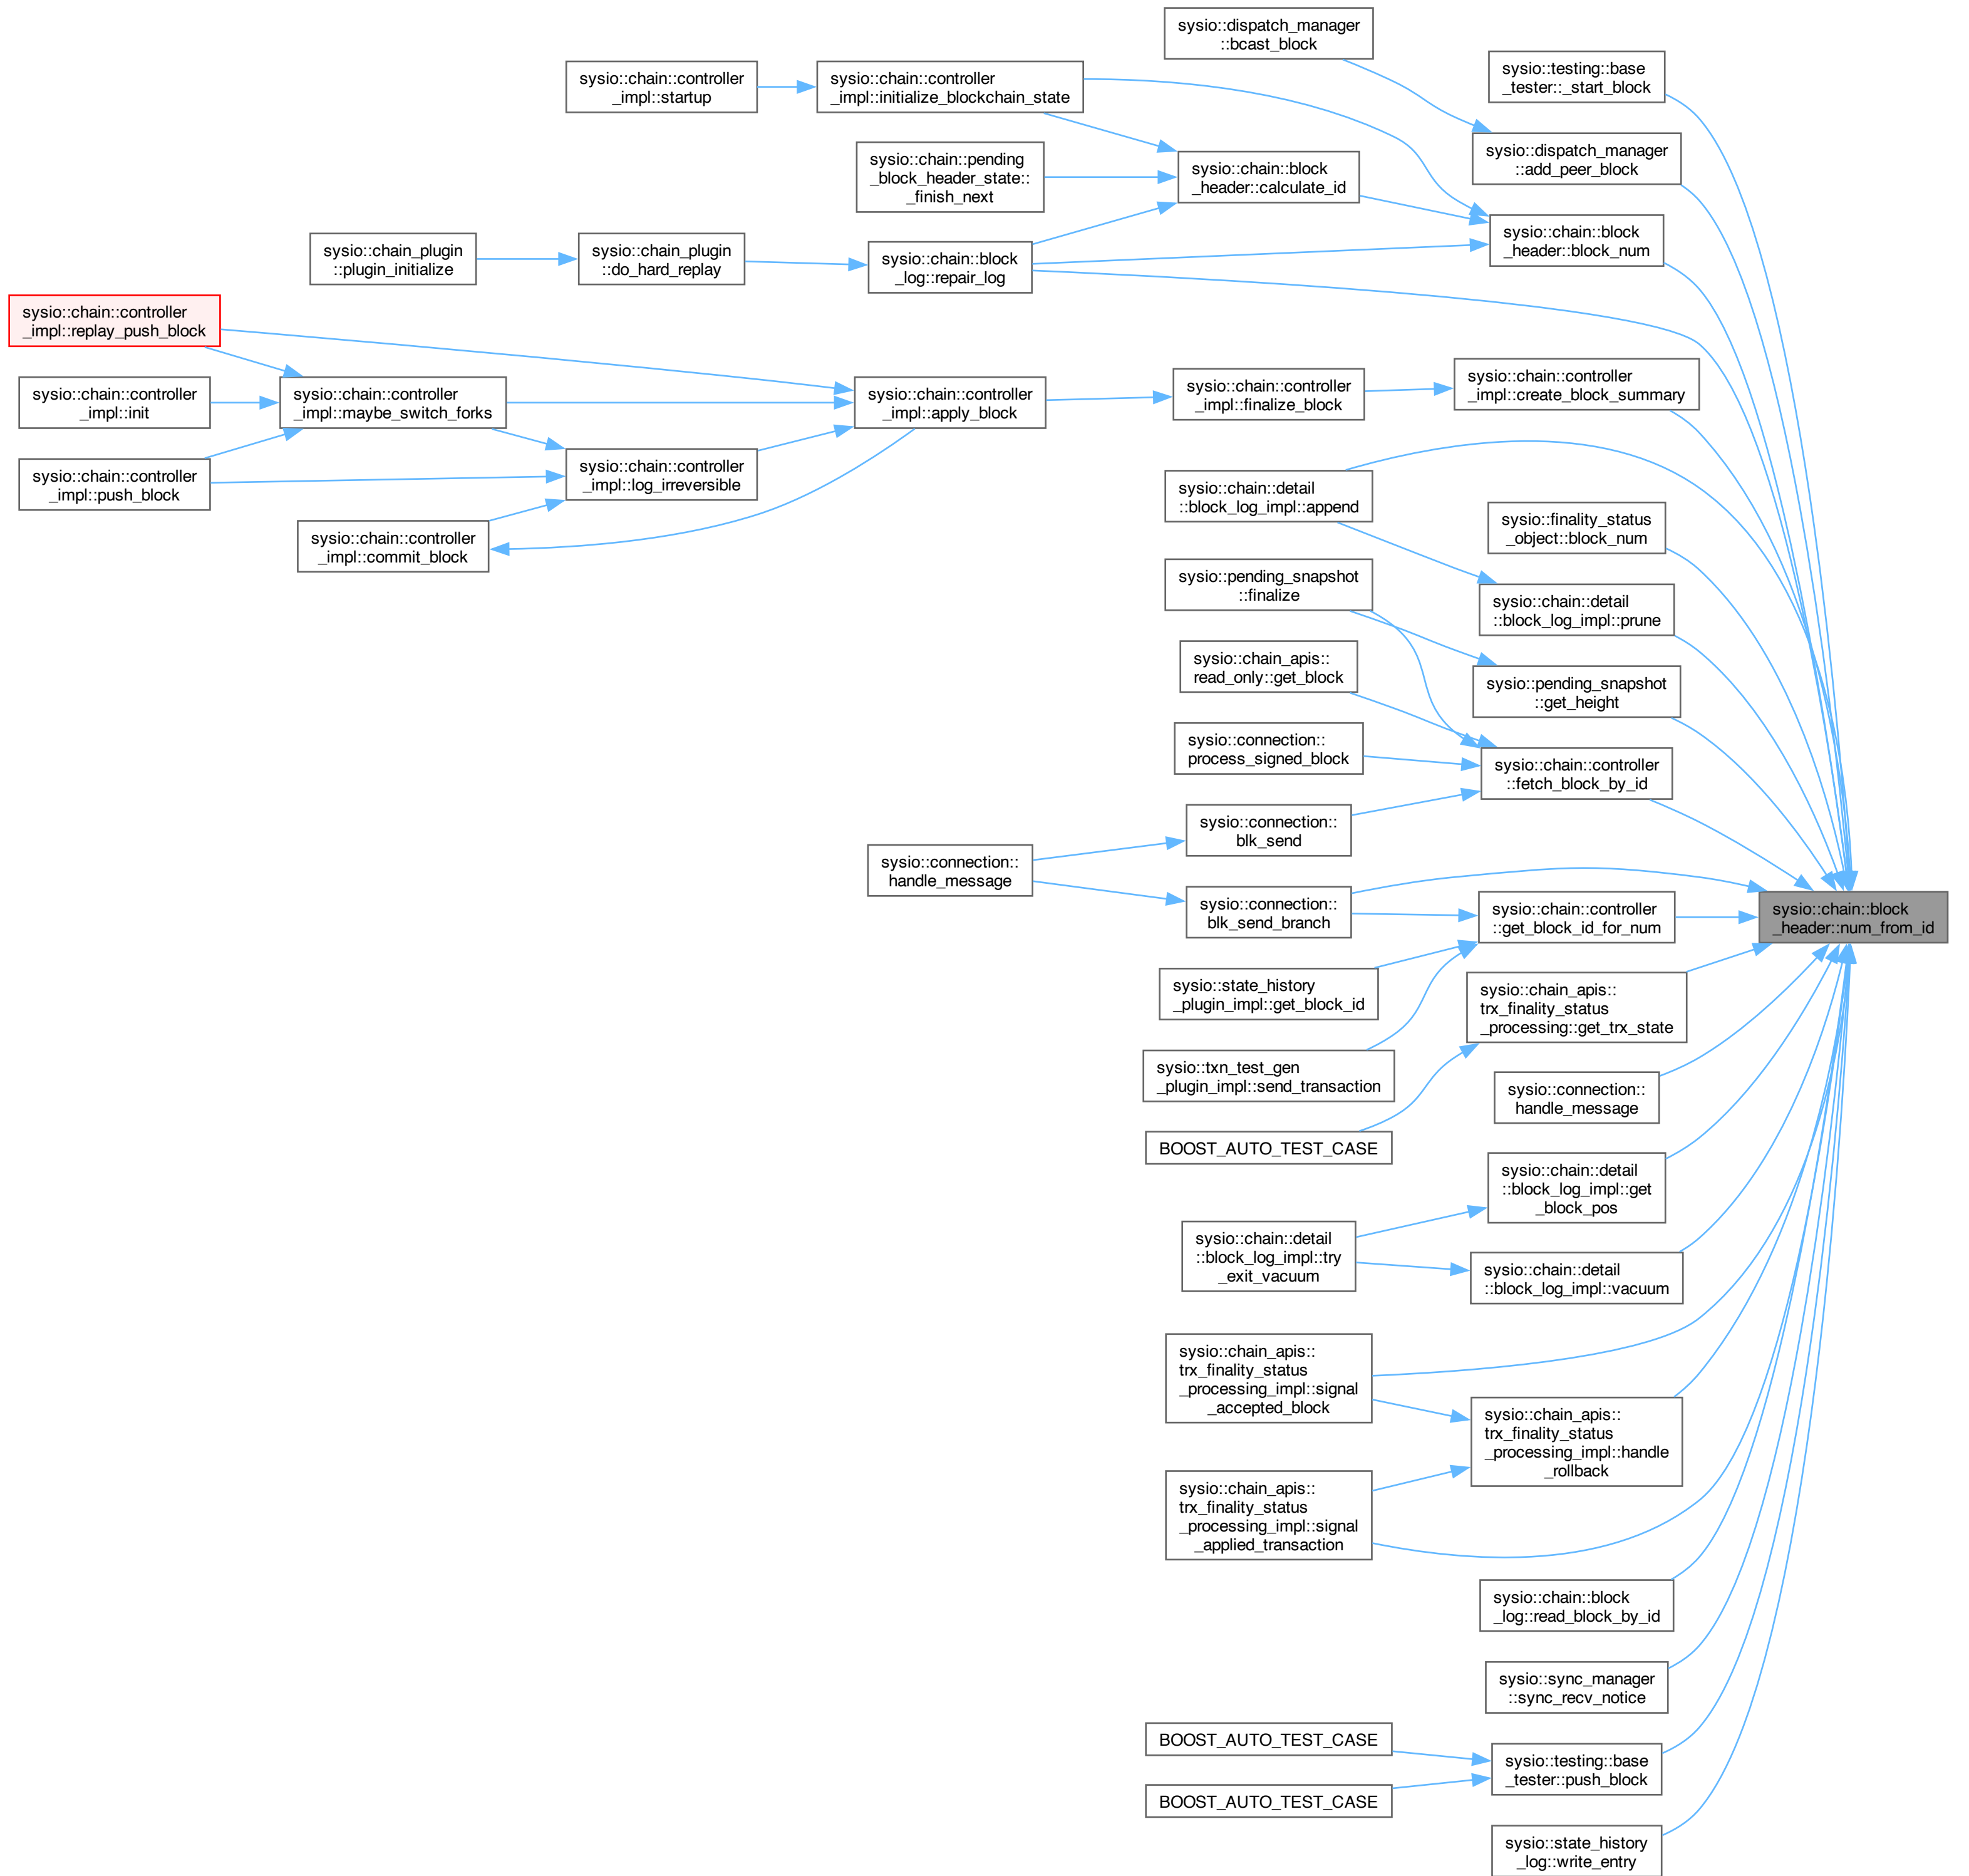 sysio::dispatch_manager
::bcast_block
sysio::testing::base
_tester::_start_block
sysio::chain::controller
_impl::startup
sysio::chain::controller
_impl::initialize_blockchain_state
sysio::dispatch_manager
::add_peer_block
sysio::chain::pending
_block_header_state::
_finish_next
sysio::chain::block
_header::calculate_id
sysio::chain::block
_header::block_num
sysio::chain_plugin
::plugin_initialize
sysio::chain_plugin
::do_hard_replay
sysio::chain::block
_log::repair_log
sysio::chain::controller
_impl::replay_push_block
sysio::chain::controller
_impl::init
sysio::chain::controller
_impl::maybe_switch_forks
sysio::chain::controller
_impl::apply_block
sysio::chain::controller
_impl::finalize_block
sysio::chain::controller
_impl::create_block_summary
sysio::chain::controller
_impl::push_block
sysio::chain::controller
_impl::log_irreversible
sysio::chain::controller
_impl::commit_block
sysio::chain::detail
::block_log_impl::append
sysio::finality_status
_object::block_num
sysio::pending_snapshot
::finalize
sysio::chain::detail
::block_log_impl::prune
sysio::chain_apis::
read_only::get_block
sysio::pending_snapshot
::get_height
sysio::connection::
process_signed_block
sysio::chain::controller
::fetch_block_by_id
sysio::connection::
blk_send
sysio::connection::
handle_message
sysio::connection::
blk_send_branch
sysio::chain::controller
::get_block_id_for_num
sysio::chain::block
_header::num_from_id
sysio::state_history
_plugin_impl::get_block_id
sysio::chain_apis::
trx_finality_status
_processing::get_trx_state
sysio::txn_test_gen
_plugin_impl::send_transaction
sysio::connection::
handle_message
BOOST_AUTO_TEST_CASE
sysio::chain::detail
::block_log_impl::get
_block_pos
sysio::chain::detail
::block_log_impl::try
_exit_vacuum
sysio::chain::detail
::block_log_impl::vacuum
sysio::chain_apis::
trx_finality_status
_processing_impl::signal
_accepted_block
sysio::chain_apis::
trx_finality_status
_processing_impl::handle
_rollback
sysio::chain_apis::
trx_finality_status
_processing_impl::signal
_applied_transaction
sysio::chain::block
_log::read_block_by_id
sysio::sync_manager
::sync_recv_notice
BOOST_AUTO_TEST_CASE
sysio::testing::base
_tester::push_block
BOOST_AUTO_TEST_CASE
sysio::state_history
_log::write_entry